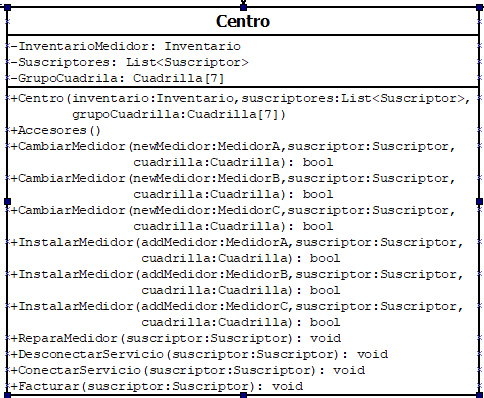 Centro
-InventarioMedidor: Inventario
-Suscriptores: List<Suscriptor>
-GrupoCuadrila: Cuadrilla[7]
+Centro(inventario:Inventario,suscriptores:List<Suscriptor>,
grupoCuadrilla:Cuadrilla[7])
+Accesores()
+CambiarMedidor(newMedidor:MedidorA,suscriptor:Suscriptor,
cuadrilla:Cuadrilla): bool
+CambiarMedidor(newMedidor:MedidorB,suscriptor:Suscriptor,
cuadrilla:Cuadrilla): bool
+CambiarMedidor(newMedidor:MedidorC,suscriptor:Suscriptor,
cuadrilla:Cuadrilla): bool
+InstalarMedidor(addMedidor:MedidorA,suscriptor:Suscriptor,
cuadrilla:Cuadrilla): bool
+InstalarMedidor(addMedidor:MedidorB,suscriptor:Suscriptor,
cuadrilla:Cuadrilla): bool
+InstalarMedidor(addMedidor:MedidorC,suscriptor:Suscriptor,
cuadrilla:Cuadrilla): bool
+ReparaMedidor(suscriptor:Suscriptor): void
+DesconectarServicio(suscriptor:Suscriptor): void
+ConectarServicio(suscriptor:Suscriptor): void
+Facturar(suscriptor:Suscriptor): void